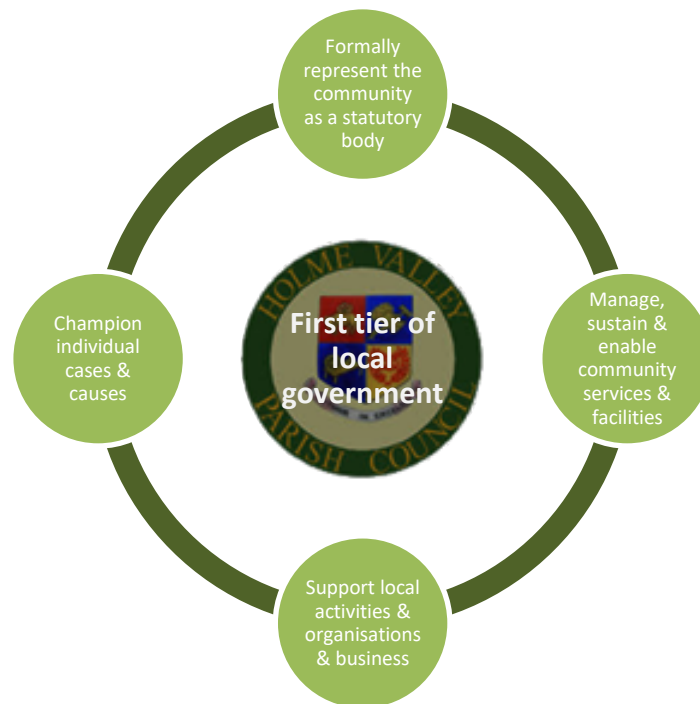 Formally
represent the
community
as a statutory
body
Champion
individual
cases &
causes
HOLME VALLEY
First tier of
local
government
PARISH COUNCIL
Manage,
sustain &
enable
community
services &
facilities
Support local
activities &
organisations
& business